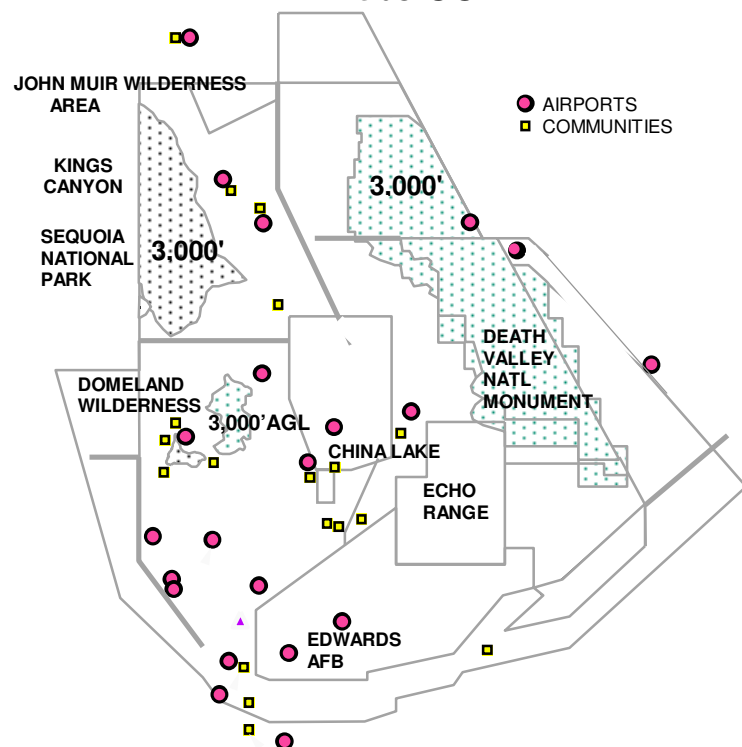 JOHN MUIR WILDERNESS
AREA
AIRPORTS
COMMUNITIES
KINGS
CANYON
3,000'
SEQUOIA
NATIONAL
PARK
3,000'
DEATH
VALLEY
NATL
MONUMENT
DOMELAND
WILDERNESS
3,000'AGL
CHINA LAKE
ECHO
RANGE
EDWARDS
AFB